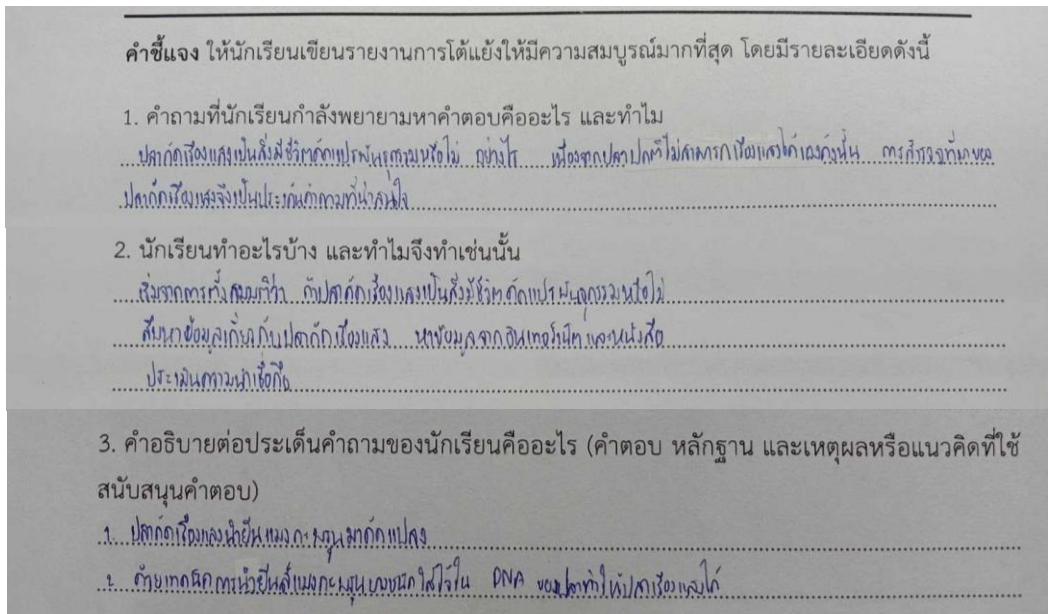 คำชี้แจง ให้นักเรียนเขียนรายงานการโต้แย้งให้มีความสมบูรณ์มากที่สุด โดยมีรายละเอียดดังนี้
1. คำถามที่นักเรียนกำลังพยายามหาคำตอบคืออะไร และทำไม
ปลากัดเรืองแสงเป็นสิ่งมีชีวิตดัดแปรพันธุกรรมหรือไม่ อย่างไร เนื่องจากปลาปกติไม่สามารถเรืองแสงได้เองดังนั้น การสำรวจที่มาของ
ปลากัดเรืองแสงจึงเป็นประเด็นคำถามที่น่าสนใจ
2. นักเรียนทำอะไรบ้าง และทำไมจึงทำเช่นนั้น
เริ่มจากการตั้งสมมติว่า ถ้าปลากัดเรืองแสงเป็นสิ่งมีชีวิตดัดแปรพันธุกรรมหรือไม่
สืบหาข้อมูลเกี่ยวกับปลากัดเรืองแสง หาข้อมูลจากอินเทอร์เน็ตและหนังสือ
ประเมินความน่าเชื่อถือ
3. คำอธิบายต่อประเด็นคำถามของนักเรียนคืออะไร (คำตอบ หลักฐาน และเหตุผลหรือแนวคิดที่ใช้
สนับสนุนคำตอบ)
1. ปลากัดเรืองแสงนำยีนแมงกะพรุนมาดัดแปลง
2. ด้วยเทคนิคการนำยีนส์แมงกะพรุนบางชนิดใส่ไว้ใน DNA ของปลาทำให้ปลาเรืองแสงได้